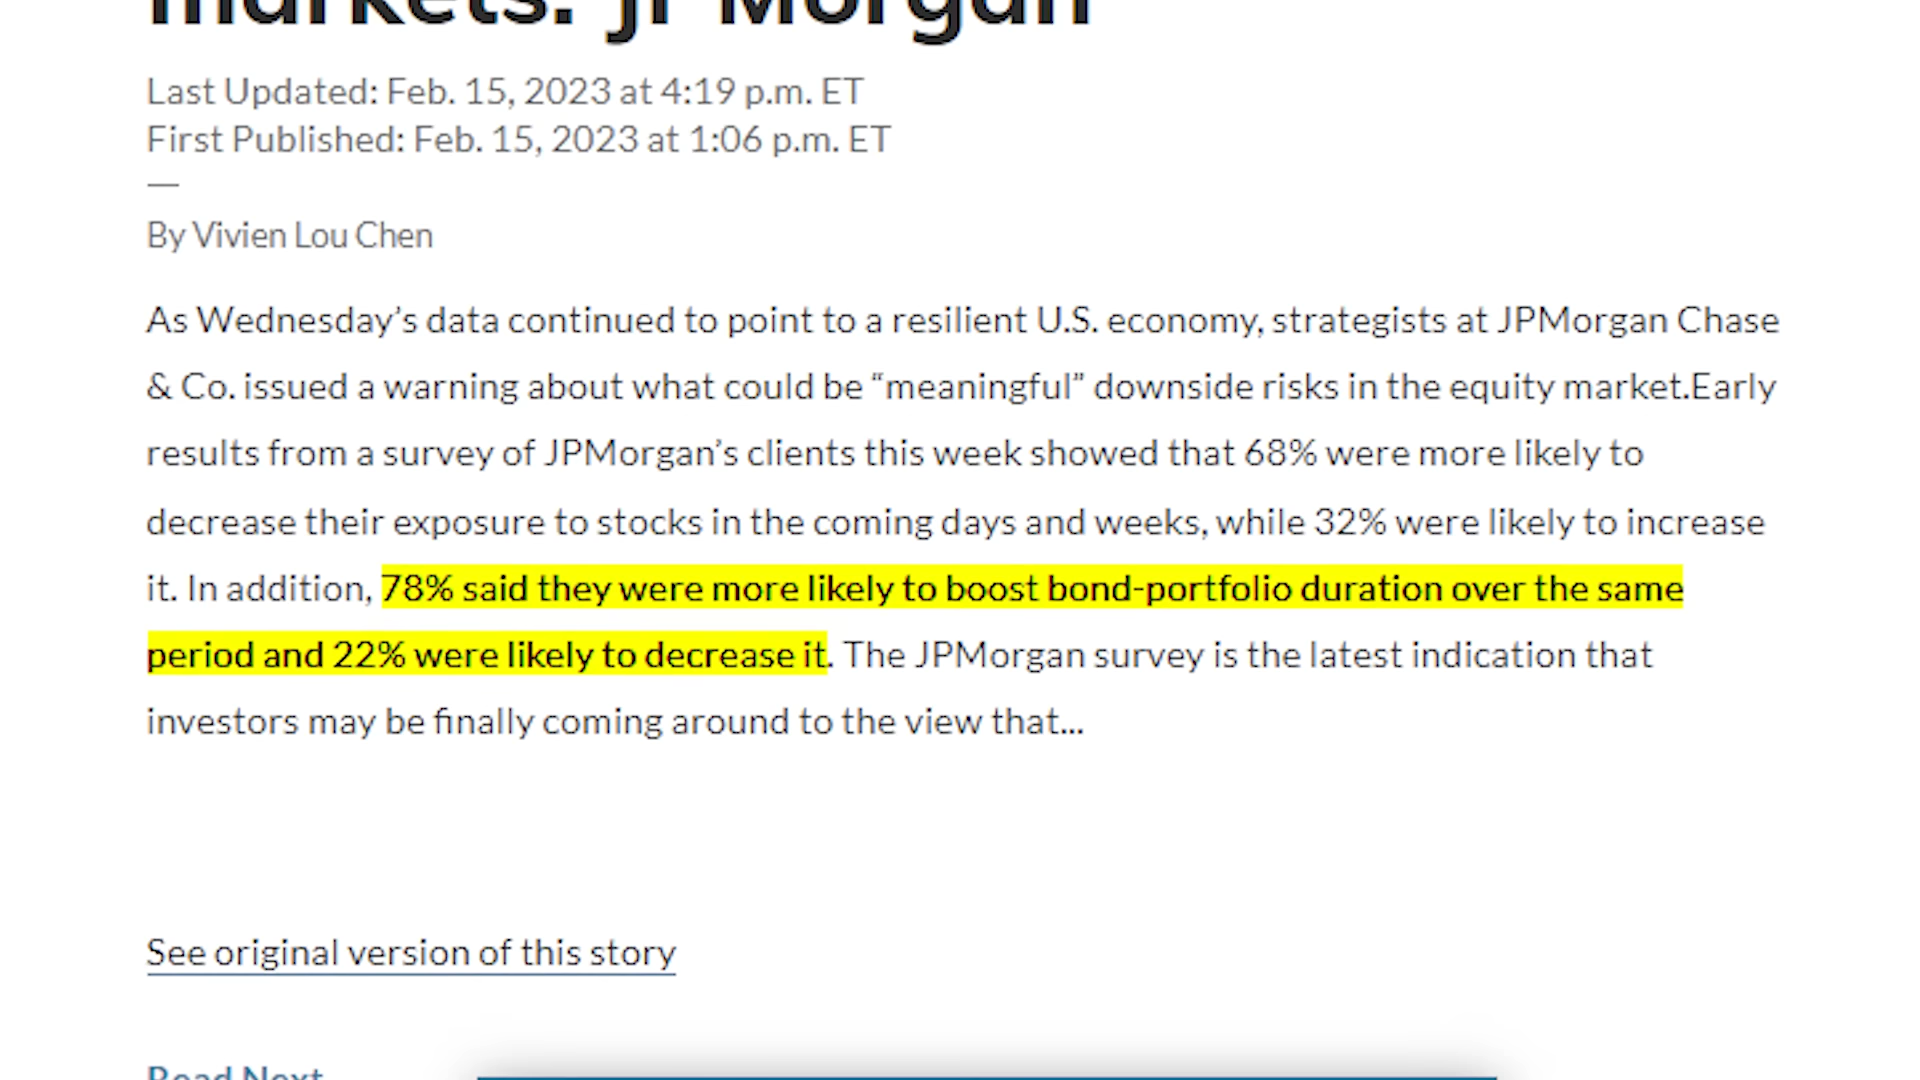 markets: JP Morgan
Last Updated: Feb. 15, 2023 at 4:19 p.m. ET
First Published: Feb. 15, 2023 at 1:06 p.m. ET
—
By Vivien Lou Chen
As Wednesday’s data continued to point to a resilient U.S. economy, strategists at JPMorgan Chase
& Co. issued a warning about what could be “meaningful” downside risks in the equity market.Early
results from a survey of JPMorgan’s clients this week showed that 68% were more likely to
decrease their exposure to stocks in the coming days and weeks, while 32% were likely to increase
it. In addition, 78% said they were more likely to boost bond-portfolio duration over the same
period and 22% were likely to decrease it. The JPMorgan survey is the latest indication that
investors may be finally coming around to the view that...
See original version of this story
Read Next